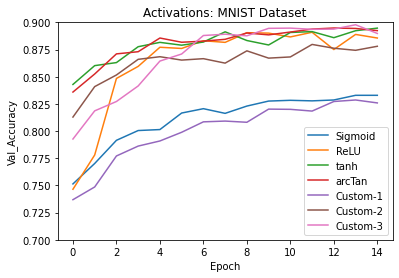 Activations: MNIST Dataset
0.900
0.875
0.850
0.825
0.800
0.775
0.750
0.725
0.700
Val_Accuracy
0
2
4
6
8
10
12
14
Epoch
Sigmoid
ReLU
tanh
arcTan
Custom-1
Custom-2
Custom-3